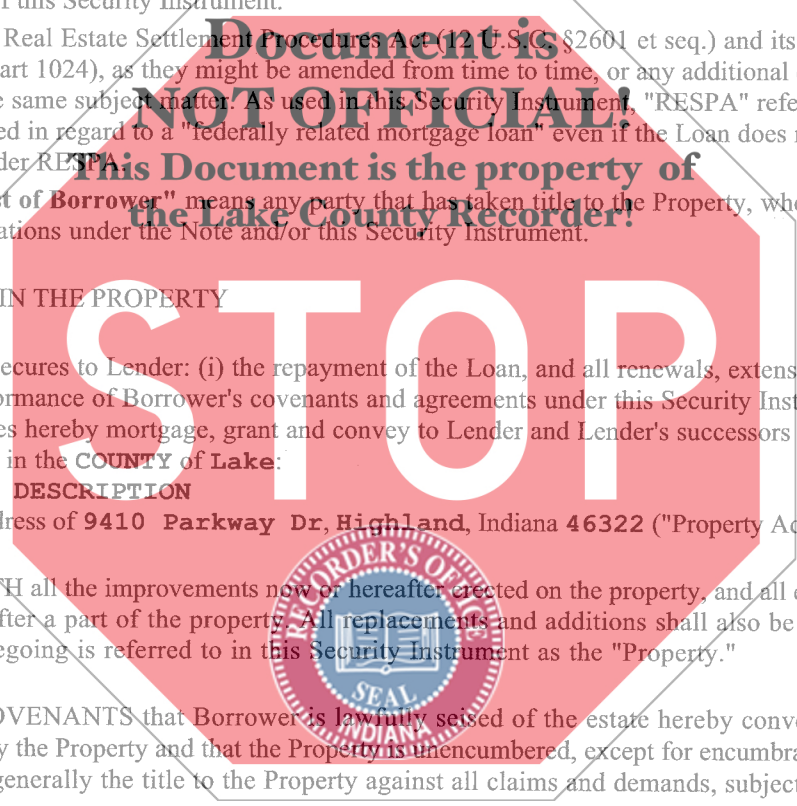 f this Security Instrument.
Document is
Real Estate Settlement Procedures Act (12 U.S.C. §2601 et seq.) and its
art 1024), as they might be amended from time to time, or any additional
NOT OFFICIAL!
e same subject matter. As used in this Security Instrument, "RESPA" refe
ed in regard to a "federally related mortgage loan" even if the Loan does
der RESPA.
This Document is the property of
the Lake County Recorder!
st of Borrower" means any party that has taken title to the Property, whe
ations under the Note and/or this Security Instrument.
IN THE PROPERTY
STOP
ecures to Lender: (i) the repayment of the Loan, and all renewals, extens
ormance of Borrower's covenants and agreements under this Security Inst
es hereby mortgage, grant and convey to Lender and Lender's successors
in the COUNTY of Lake:
DESCRIPTION
dress of 9410 Parkway Dr, Highland, Indiana 46322 ("Property Ad
TH all the improvements now or hereafter erected on the property, and all e
fter a part of the property. All replacements and additions shall also be
egoing is referred to in this Security Instrument as the "Property."
RECORDER'S OFFICE
SEAL
INDIANA
OVENANTS that Borrower is lawfully seised of the estate hereby conve
y the Property and that the Property is unencumbered, except for encumbra
generally the title to the Property against all claims and demands, subject